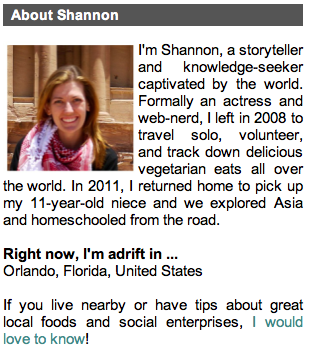 About Shannon
I'm Shannon, a storyteller
and knowledge-seeker
captivated by the world.
Formally an actress and
web-nerd, I left in 2008 to
travel solo, volunteer,
and track down delicious
vegetarian eats all over
the world. In 2011, I returned home to pick up
my 11-year-old niece and we explored Asia
and homeschooled from the road.
Right now, I'm adrift in ...
Orlando, Florida, United States
If you live nearby or have tips about great
local foods and social enterprises, I would
love to know!